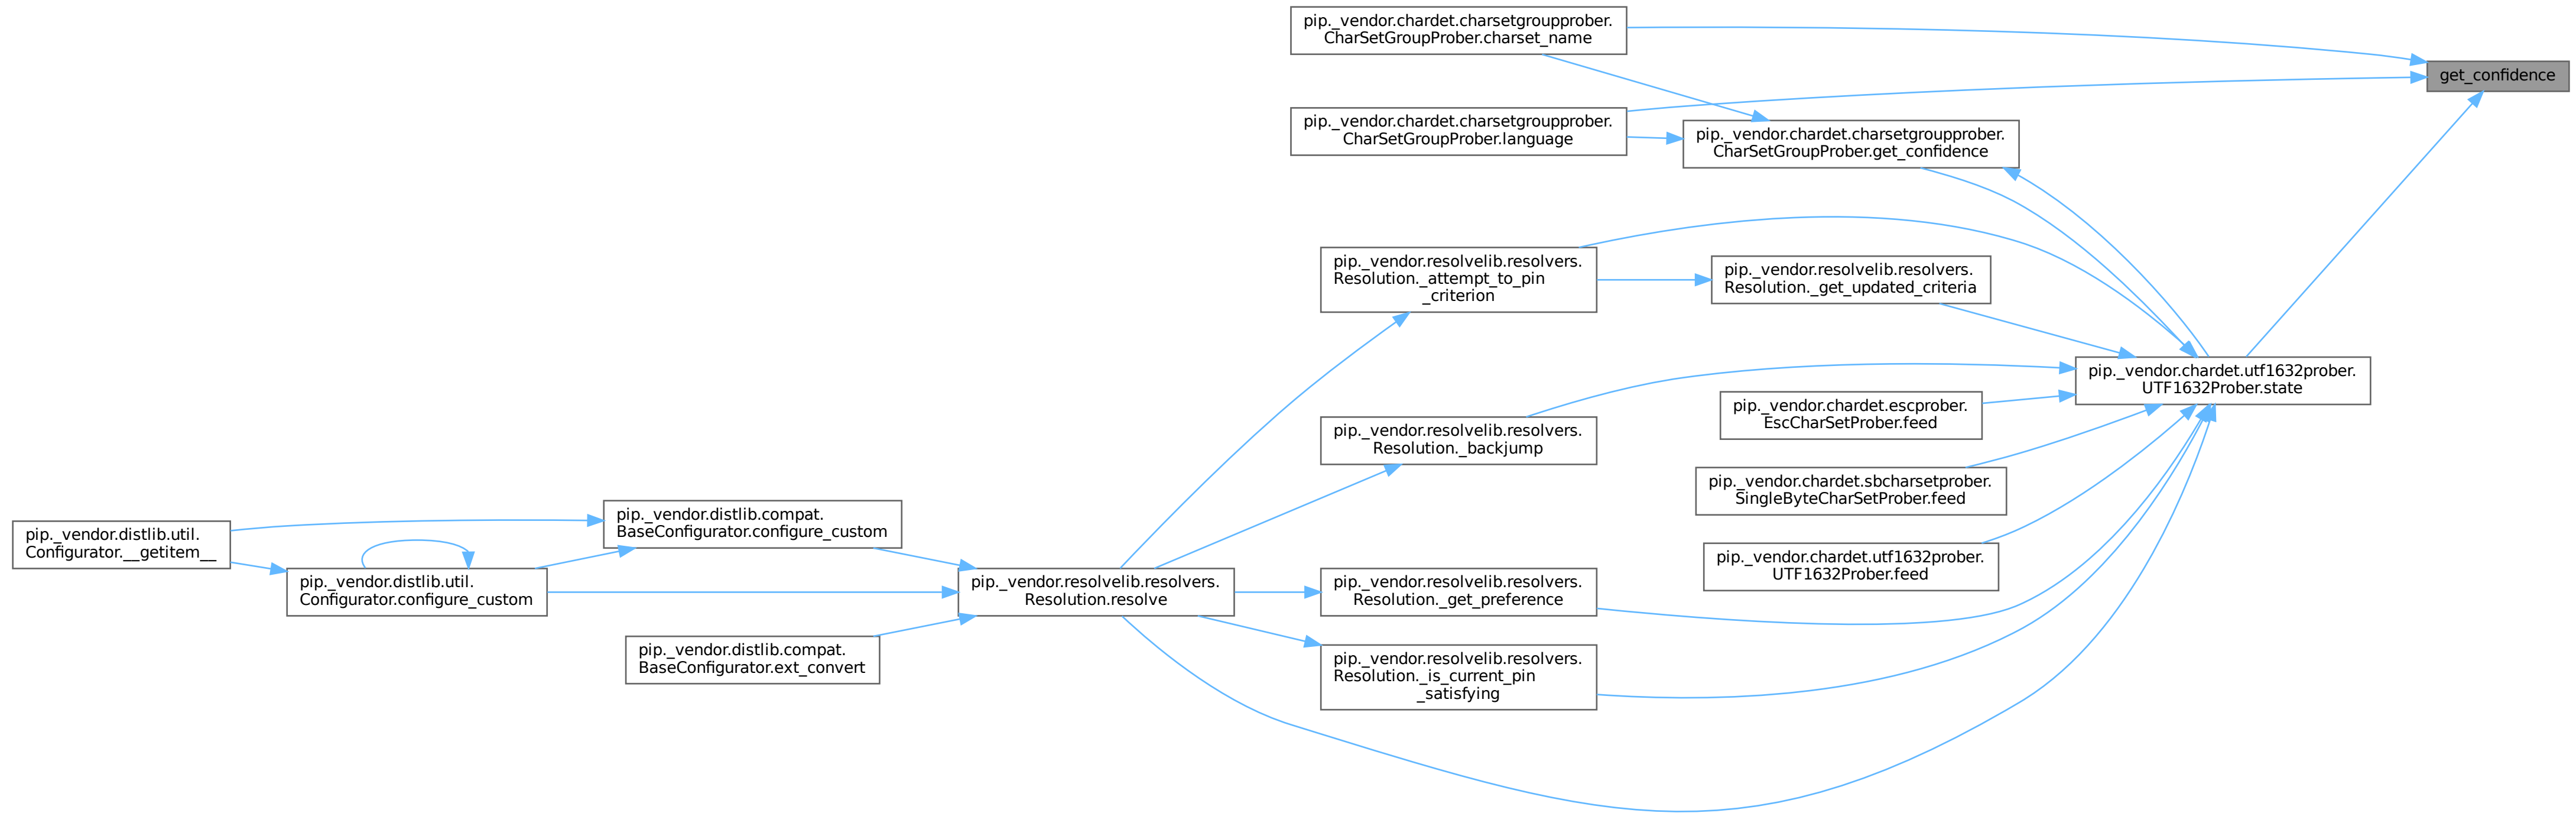 pip._vendor.chardet.charsetgroupprober.
CharSetGroupProber.charset_name
get_confidence
pip._vendor.chardet.charsetgroupprober.
CharSetGroupProber.language
pip._vendor.chardet.charsetgroupprober.
CharSetGroupProber.get_confidence
pip._vendor.resolvelib.resolvers.
Resolution._attempt_to_pin
_criterion
pip._vendor.resolvelib.resolvers.
Resolution._get_updated_criteria
pip._vendor.chardet.utf1632prober.
UTF1632Prober.state
pip._vendor.chardet.escprober.
EscCharSetProber.feed
pip._vendor.resolvelib.resolvers.
Resolution._backjump
pip._vendor.chardet.sbcharsetprober.
SingleByteCharSetProber.feed
pip._vendor.distlib.compat.
BaseConfigurator.configure_custom
pip._vendor.distlib.util.
Configurator.__getitem__
pip._vendor.chardet.utf1632prober.
UTF1632Prober.feed
pip._vendor.distlib.util.
Configurator.configure_custom
pip._vendor.resolvelib.resolvers.
Resolution.resolve
pip._vendor.resolvelib.resolvers.
Resolution._get_preference
pip._vendor.distlib.compat.
BaseConfigurator.ext_convert
pip._vendor.resolvelib.resolvers.
Resolution._is_current_pin
_satisfying